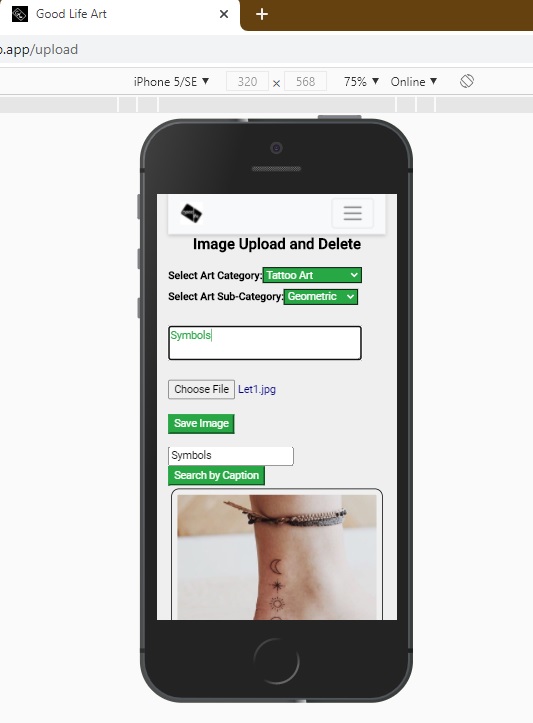 Good Life Art
.app/upload
iPhone 5/SE 320 x 568 75% Online
Image Upload and Delete
Select Art Category: Tattoo Art
Select Art Sub-Category: Geometric
Symbols
Choose File Let1.jpg
Save Image
Symbols
Search by Caption